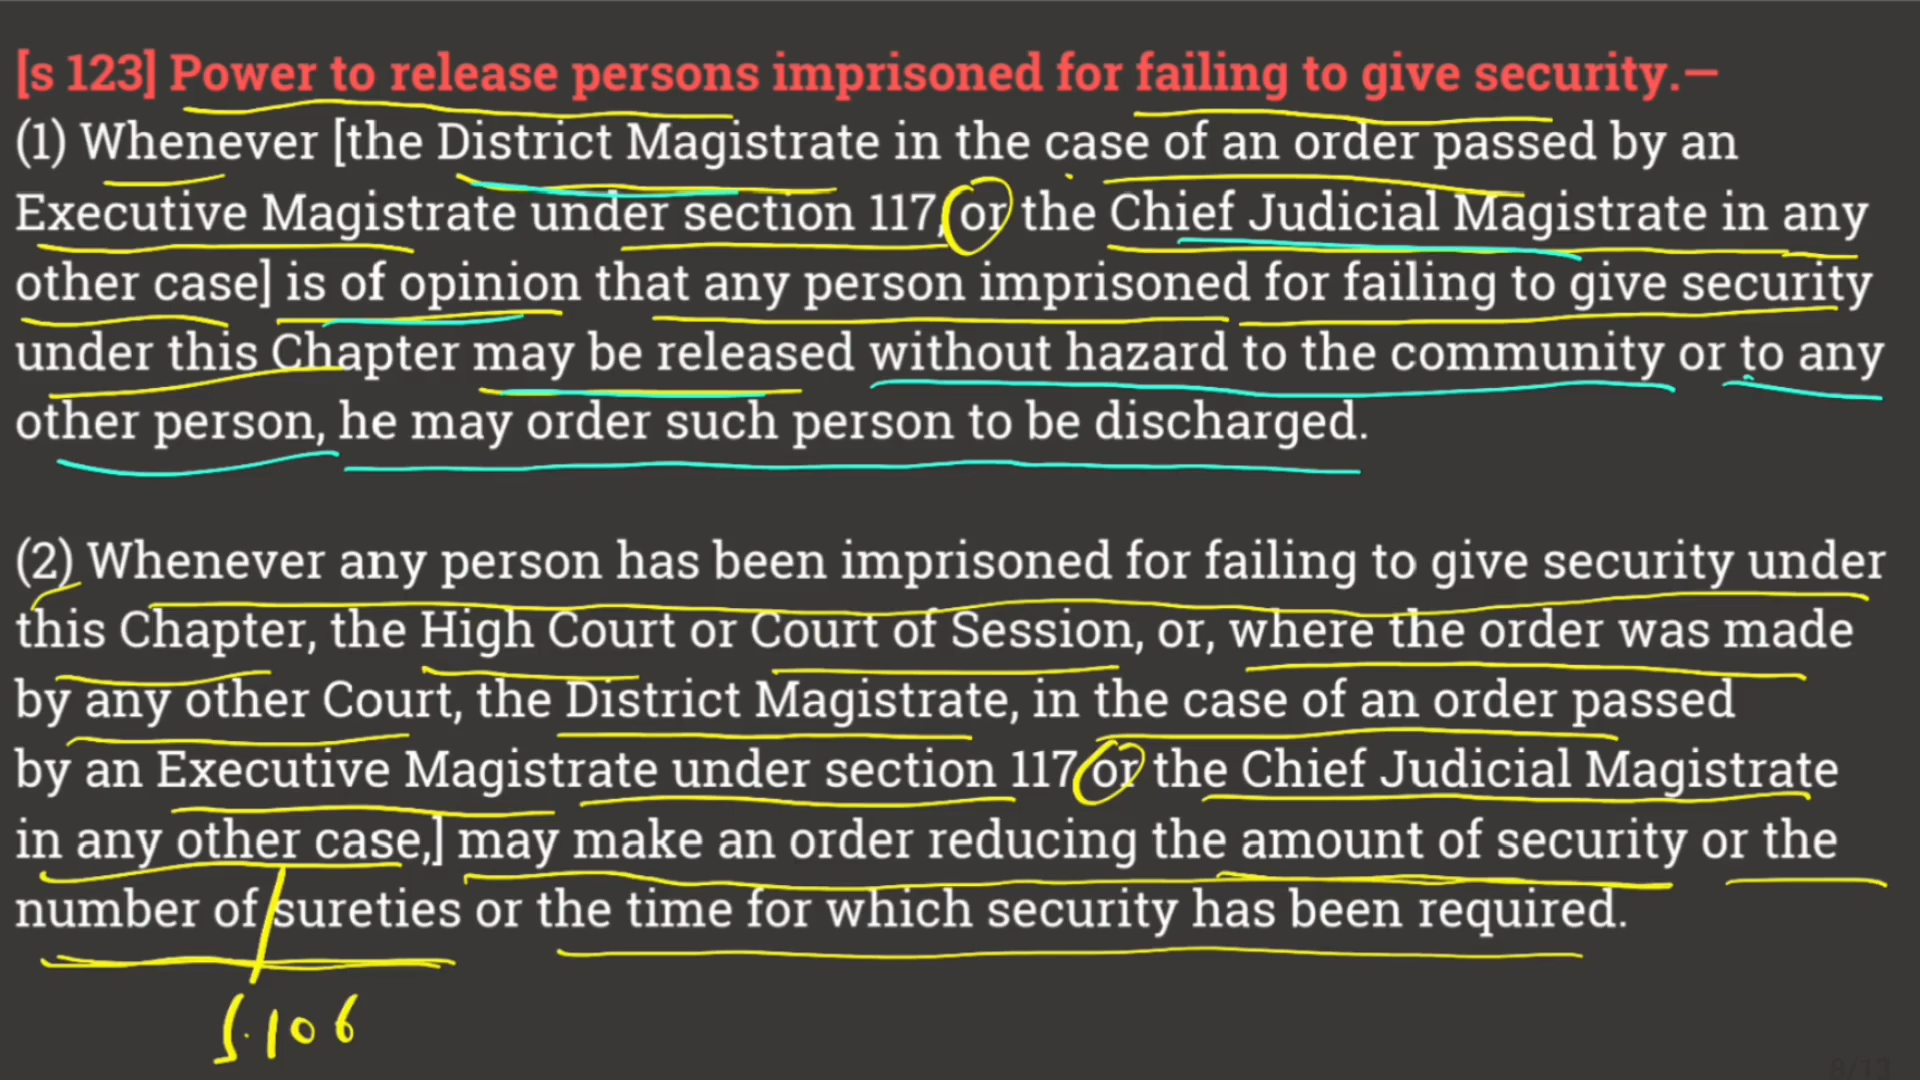 [s 123] Power to release persons imprisoned for failing to give security.—
(1) Whenever [the District Magistrate in the case of an order passed by an
Executive Magistrate under section 117, or the Chief Judicial Magistrate in any
other case] is of opinion that any person imprisoned for failing to give security
under this Chapter may be released without hazard to the community or to any
other person, he may order such person to be discharged.
(2) Whenever any person has been imprisoned for failing to give security under
this Chapter, the High Court or Court of Session, or, where the order was made
by any other Court, the District Magistrate, in the case of an order passed
by an Executive Magistrate under section 117 or the Chief Judicial Magistrate
in any other case,] may make an order reducing the amount of security or the
number of sureties or the time for which security has been required.
S.106
8/13